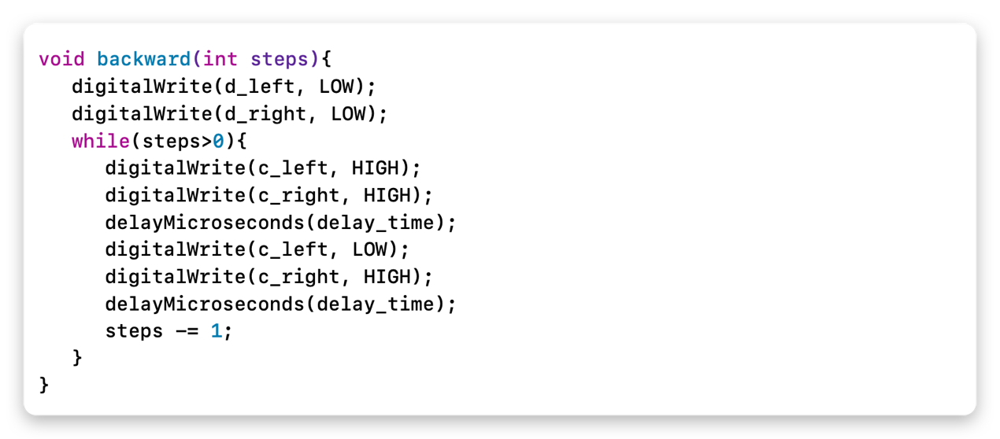 void backward(int steps){
   digitalWrite(d_left, LOW);
   digitalWrite(d_right, LOW);
   while(steps>0){
      digitalWrite(c_left, HIGH);
      digitalWrite(c_right, HIGH);
      delayMicroseconds(delay_time);
      digitalWrite(c_left, LOW);
      digitalWrite(c_right, HIGH);
      delayMicroseconds(delay_time);
      steps -= 1;
   }
}